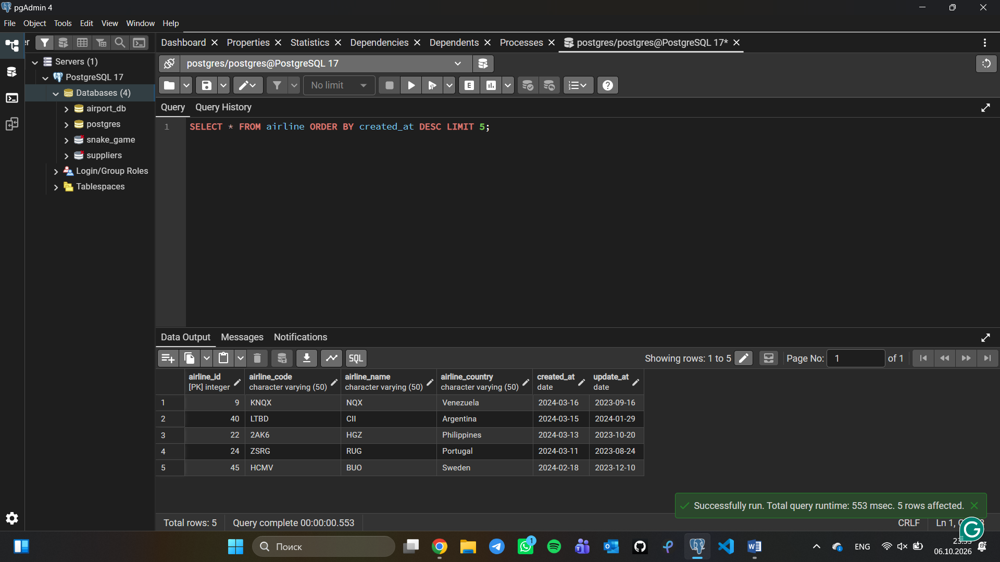 pgAdmin 4
File Object Tools Edit View Window Help
er
Dashboard Properties Statistics Dependencies Dependents Processes postgres/postgres@PostgreSQL 17*
Servers (1)
PostgreSQL 17
Databases (4)
airport_db
postgres
snake_game
suppliers
Login/Group Roles
Tablespaces
postgres/postgres@PostgreSQL 17
No limit
E
Query Query History
1 SELECT * FROM airline ORDER BY created_at DESC LIMIT 5;
Data Output Messages Notifications
SQL
Showing rows: 1 to 5 Page No: 1 of 1
airline_id airline_code airline_name airline_country created_at update_at
[PK] integer character varying (50) character varying (50) character varying (50) date date
1 9 KNQX NQX Venezuela 2024-03-16 2023-09-16
2 40 LTBD CII Argentina 2024-03-15 2024-01-29
3 22 2AK6 HGZ Philippines 2024-03-13 2023-10-20
4 24 ZSRG RUG Portugal 2024-03-11 2023-08-24
5 45 HCMV BUO Sweden 2024-02-18 2023-12-10
Successfully run. Total query runtime: 553 msec. 5 rows affected.
Total rows: 5 Query complete 00:00:00.553 CRLF Ln 1,
Поиск
1
ENG
06.10.2026